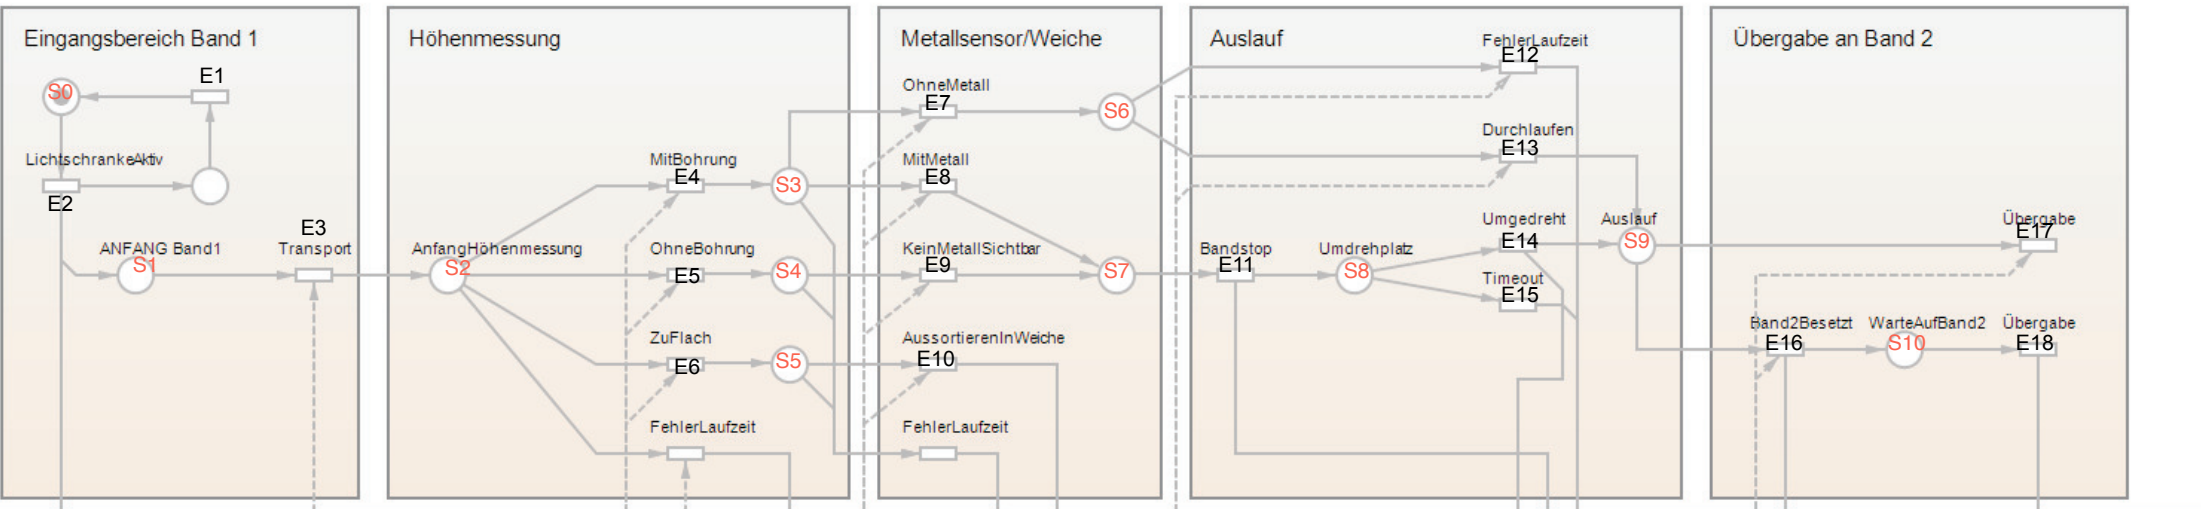 Eingangsbereich Band 1
S0
E1
LichtschrankeAktiv
E2
E3
ANFANG Band1
S1
Transport
Höhenmessung
MitBohrung
E4
S3
AnfangHöhenmessung
S2
OhneBohrung
E5
S4
ZuFlach
E6
S5
FehlerLaufzeit
Metallsensor/Weiche
OhneMetall
E7
S6
MitMetall
E8
KeinMetallSichtbar
E9
S7
AussortierenInWeiche
E10
FehlerLaufzeit
Auslauf
FehlerLaufzeit
E12
Durchlaufen
E13
Bandstop
E11
Umdrehplatz
S8
Umgedreht
E14
Auslauf
S9
Timeout
E15
Übergabe an Band 2
Übergabe
E17
Band2Besetzt
E16
WarteAufBand2
S10
Übergabe
E18